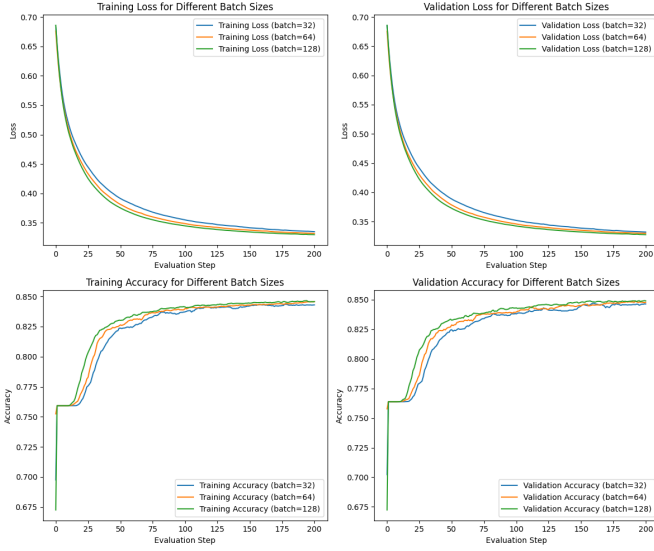 Training Loss for Different Batch Sizes
0.70
0.65
0.60
0.55
0.50
0.45
0.40
0.35
Loss
Training Loss (batch=32)
Training Loss (batch=64)
Training Loss (batch=128)
0 25 50 75 100 125 150 175 200
Evaluation Step
Validation Loss for Different Batch Sizes
0.70
0.65
0.60
0.55
0.50
0.45
0.40
0.35
Loss
Validation Loss (batch=32)
Validation Loss (batch=64)
Validation Loss (batch=128)
0 25 50 75 100 125 150 175 200
Evaluation Step
Training Accuracy for Different Batch Sizes
0.850
0.825
0.800
0.775
0.750
0.725
0.700
0.675
Accuracy
Training Accuracy (batch=32)
Training Accuracy (batch=64)
Training Accuracy (batch=128)
0 25 50 75 100 125 150 175 200
Evaluation Step
Validation Accuracy for Different Batch Sizes
0.850
0.825
0.800
0.775
0.750
0.725
0.700
0.675
Accuracy
Validation Accuracy (batch=32)
Validation Accuracy (batch=64)
Validation Accuracy (batch=128)
0 25 50 75 100 125 150 175 200
Evaluation Step